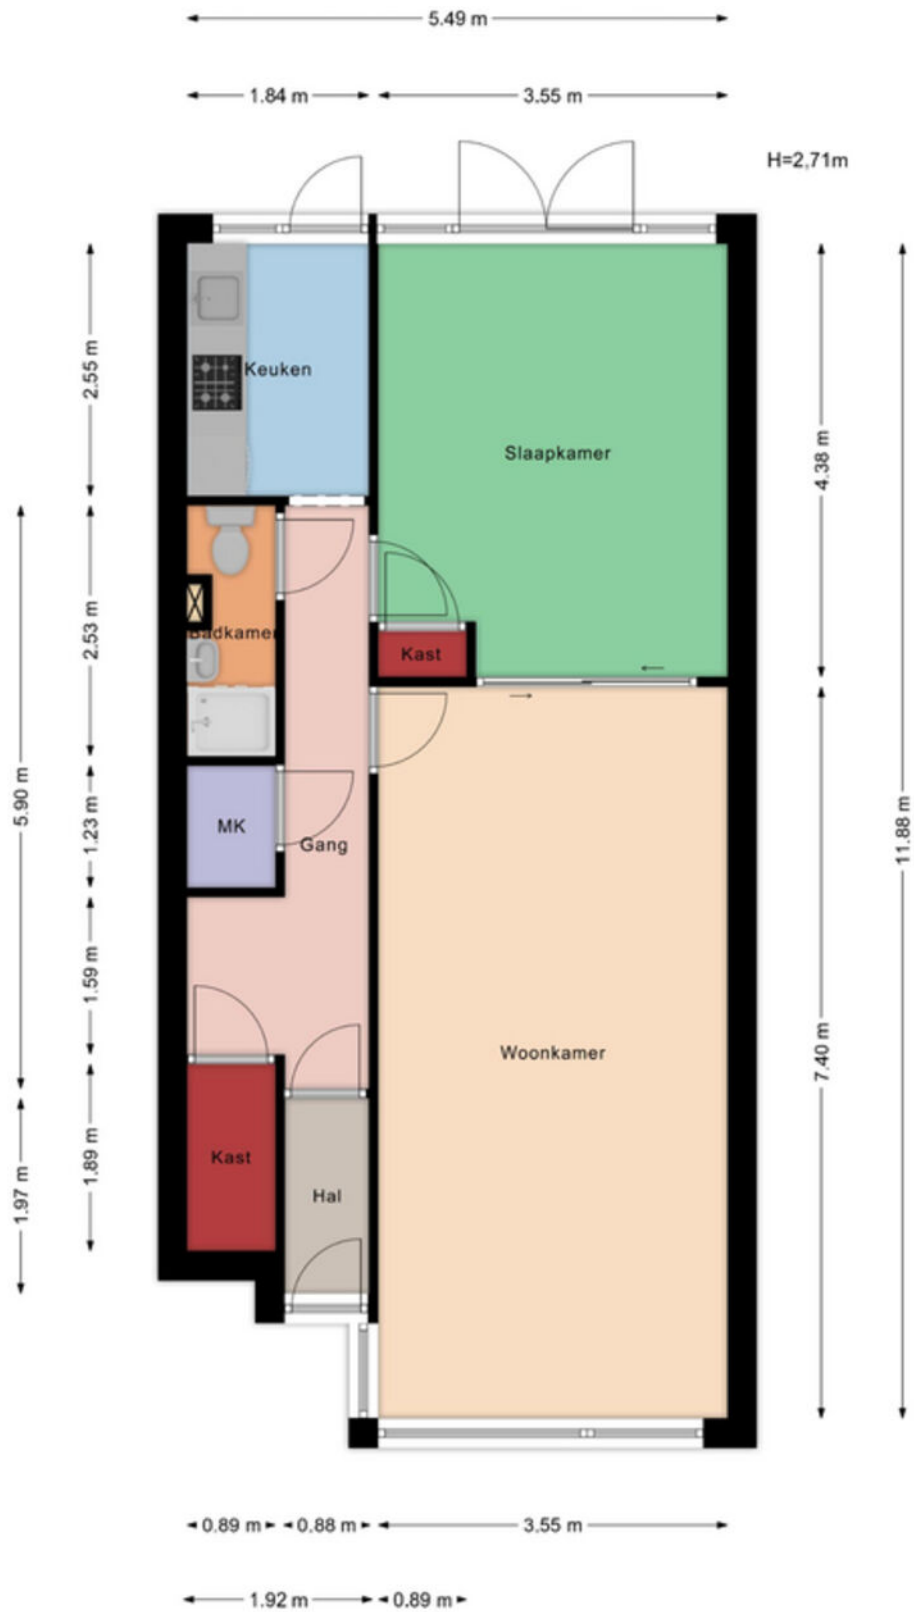 5.49 m
1.84 m
3.55 m
H=2,71m
2.55 m
Keuken
Slaapkamer
4.38 m
2.53 m
Badkamer
Kast
5.90 m
1.23 m
MK
Gang
11.88 m
1.59 m
Woonkamer
7.40 m
1.89 m
Kast
1.97 m
Hal
0.89 m
0.88 m
3.55 m
1.92 m
0.89 m